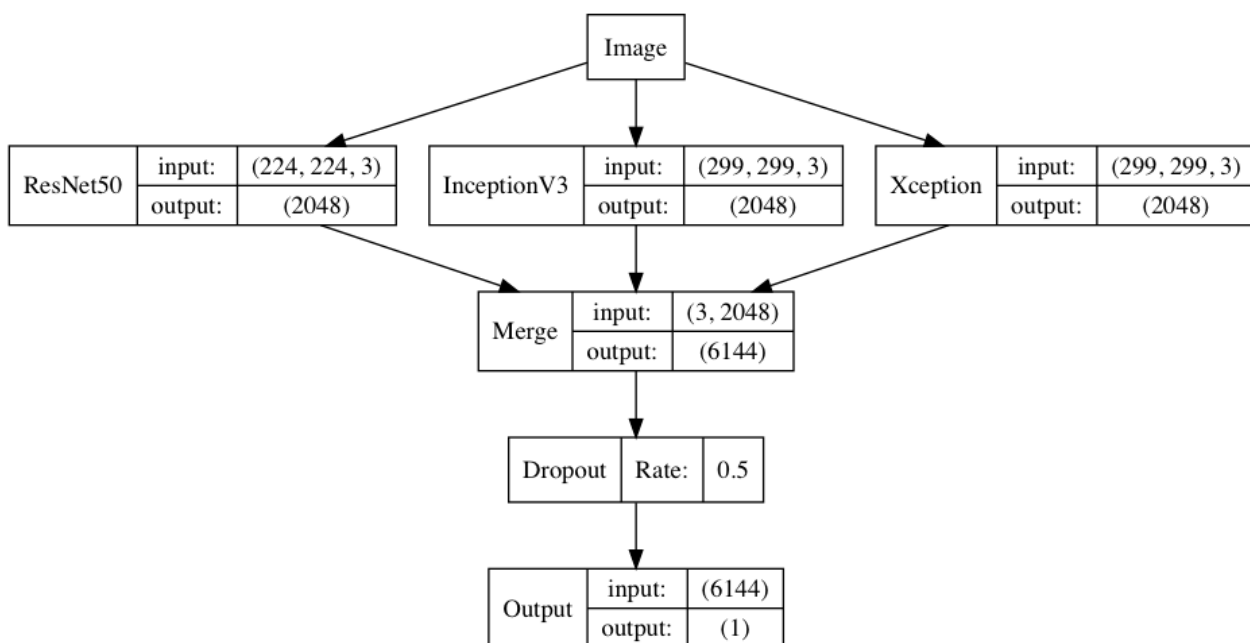 Image
ResNet50 input: (224, 224, 3)
output: (2048)
InceptionV3 input: (299, 299, 3)
output: (2048)
Xception input: (299, 299, 3)
output: (2048)
Merge input: (3, 2048)
output: (6144)
Dropout Rate: 0.5
Output input: (6144)
output: (1)